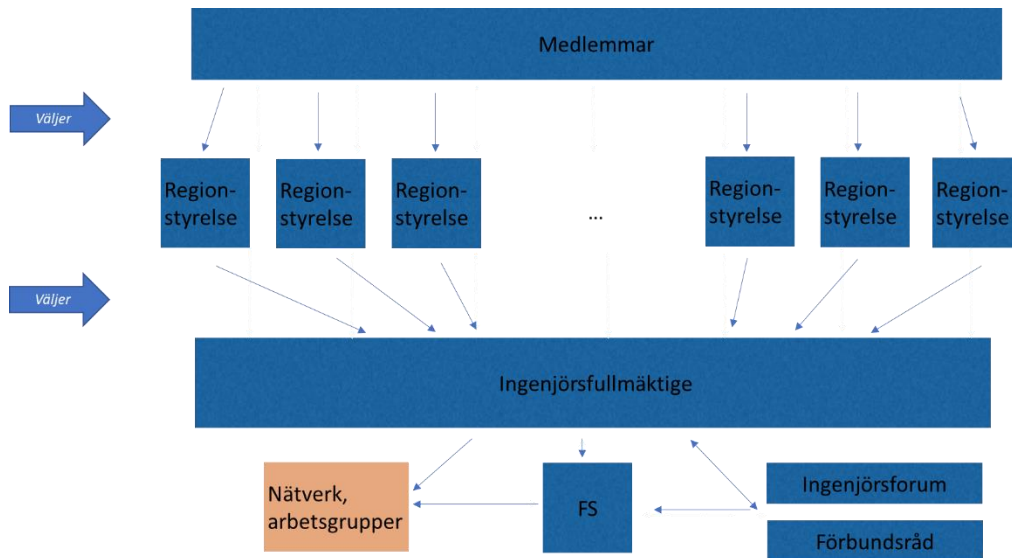 Medlemmar
Väljer
Region-
styrelse
Region-
styrelse
Region-
styrelse
...
Region-
styrelse
Region-
styrelse
Region-
styrelse
Väljer
Ingenjörsfullmäktige
Nätverk,
arbetsgrupper
FS
Ingenjörsforum
Förbundsråd